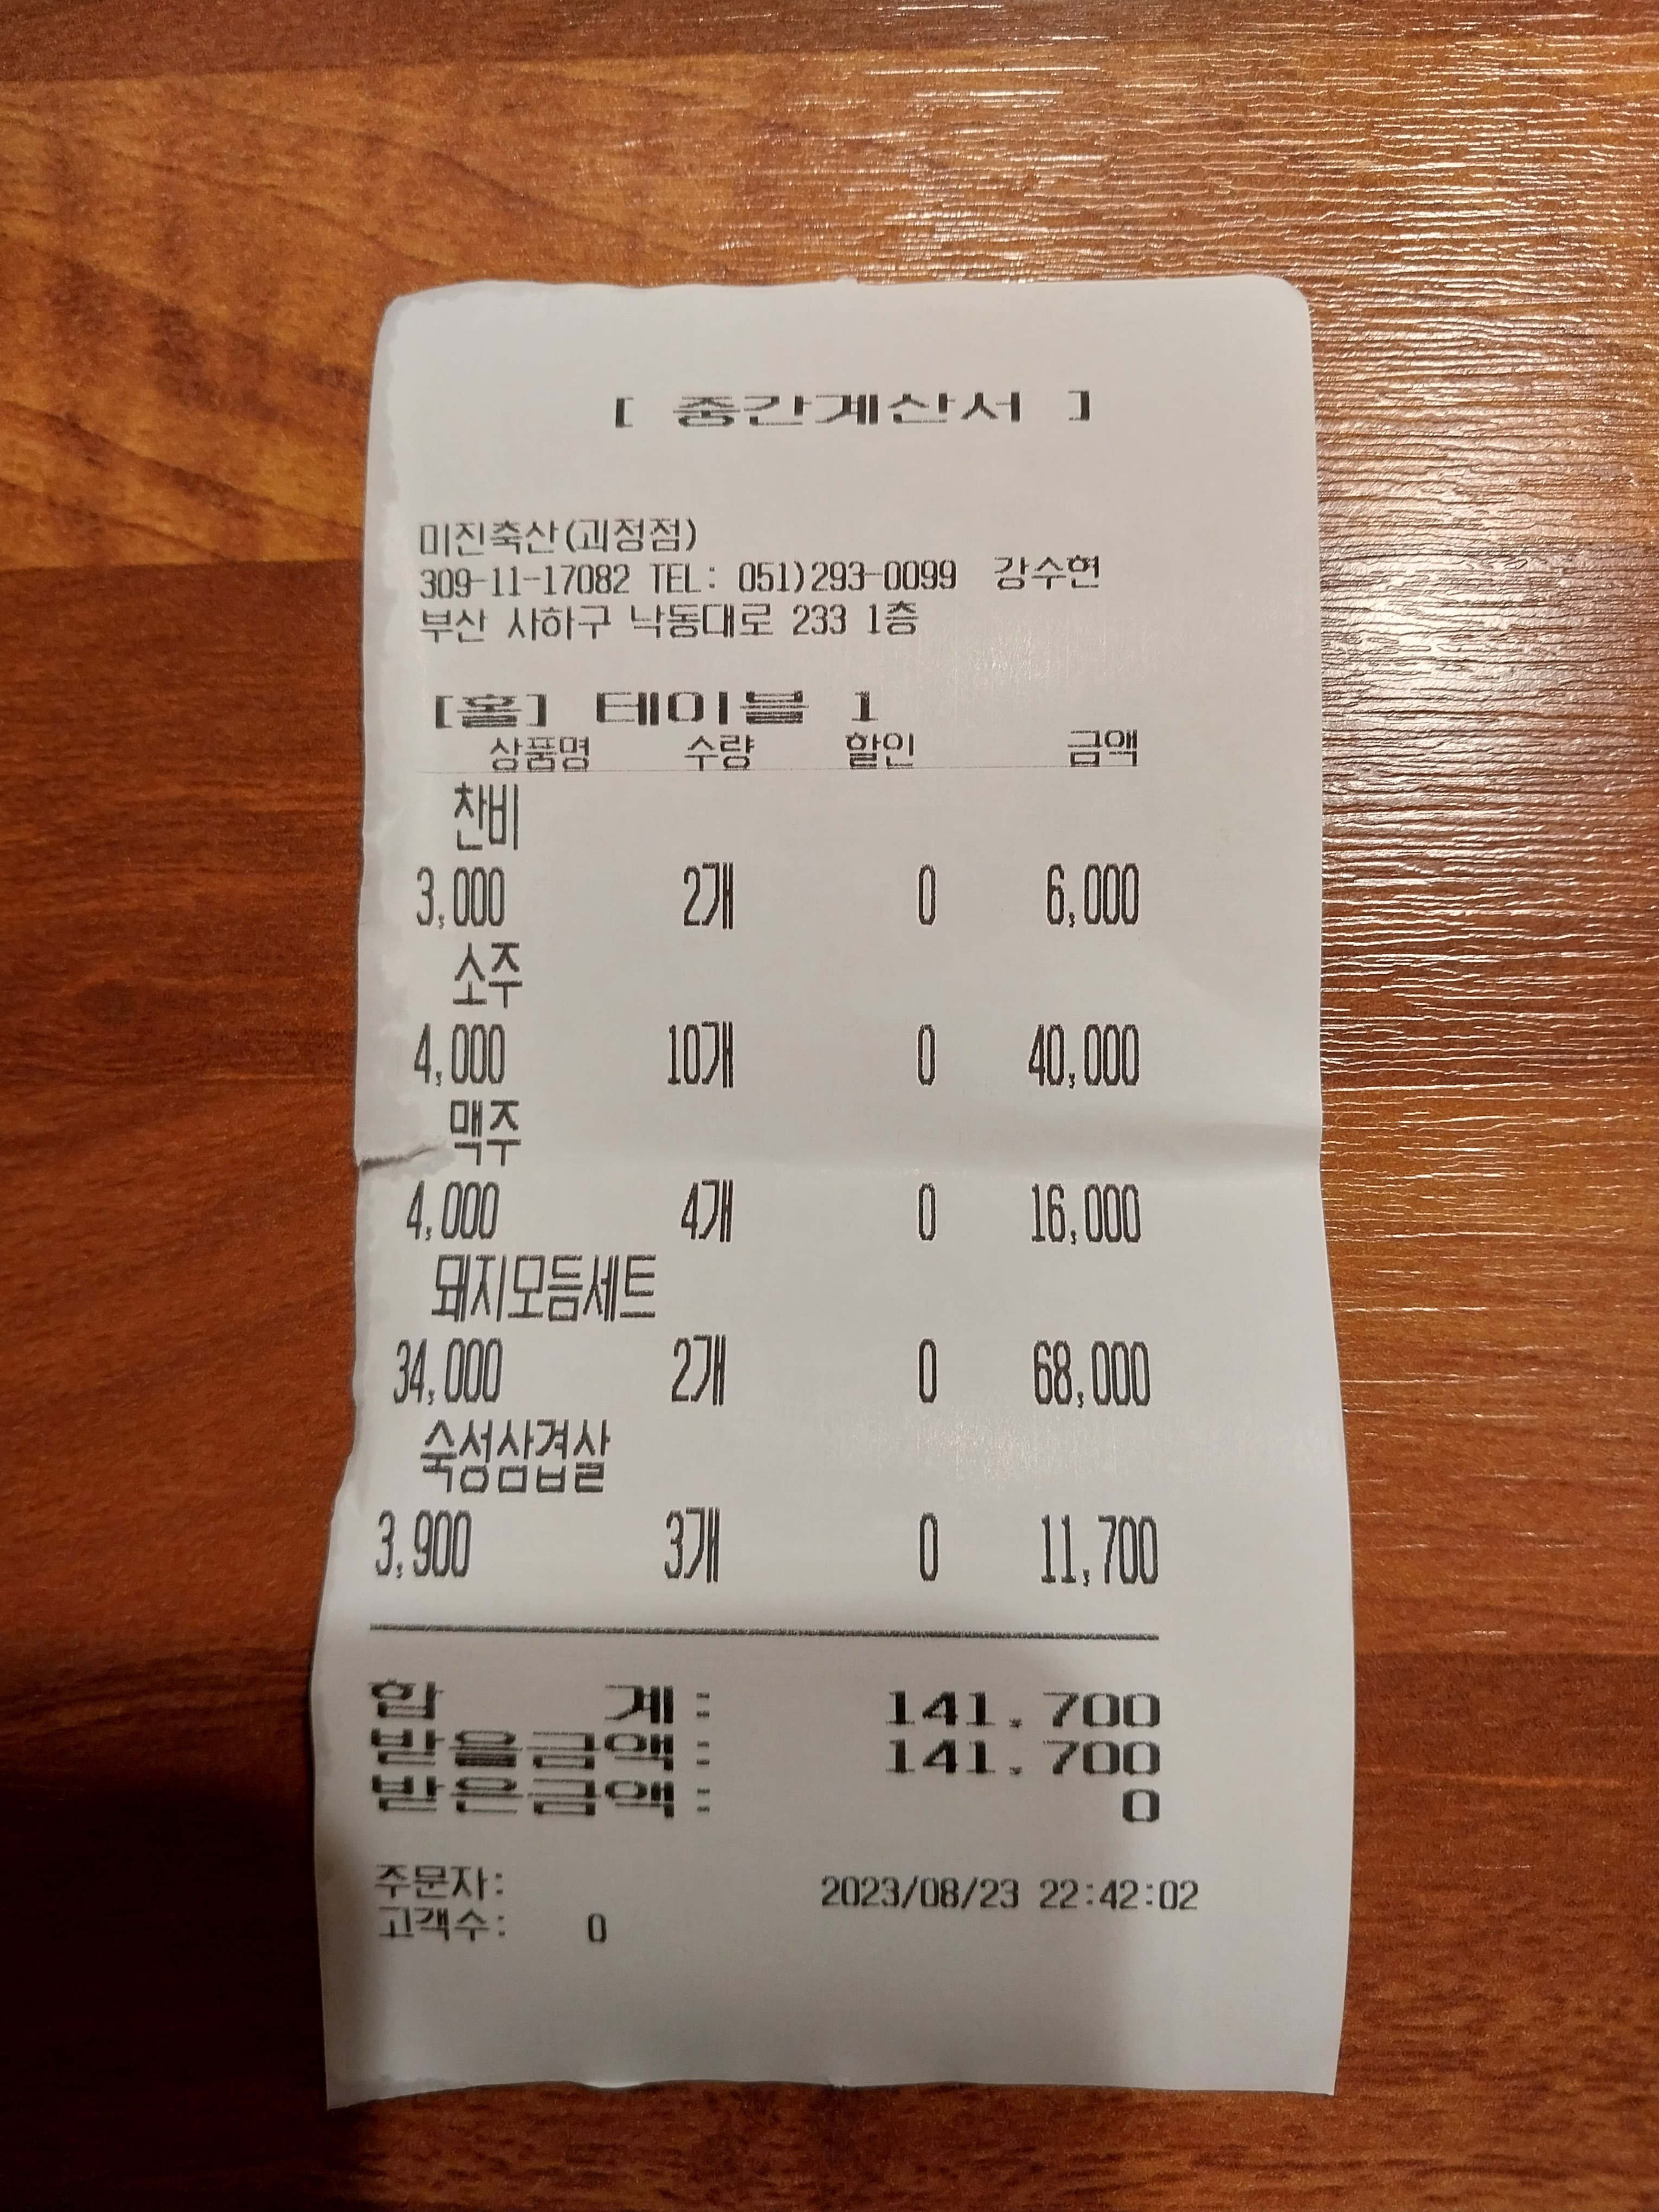 [ 중간계산서 ]
미진축산(괴정점)
309-11-17082 TEL: 051)293-0099 강수현
부산 사하구 낙동대로 233 1층
[홀] 테이블 1
상품명 수량 할인 금액
찬비
3,000 2개 0 6,000
소주
4,000 10개 0 40,000
맥주
4,000 4개 0 16,000
돼지모듬세트
34,000 2개 0 68,000
숙성삼겹살
3,900 3개 0 11,700
합 계: 141,700
받을금액: 141,700
받은금액: 0
주문자: 2023/08/23 22:42:02
고객수: 0